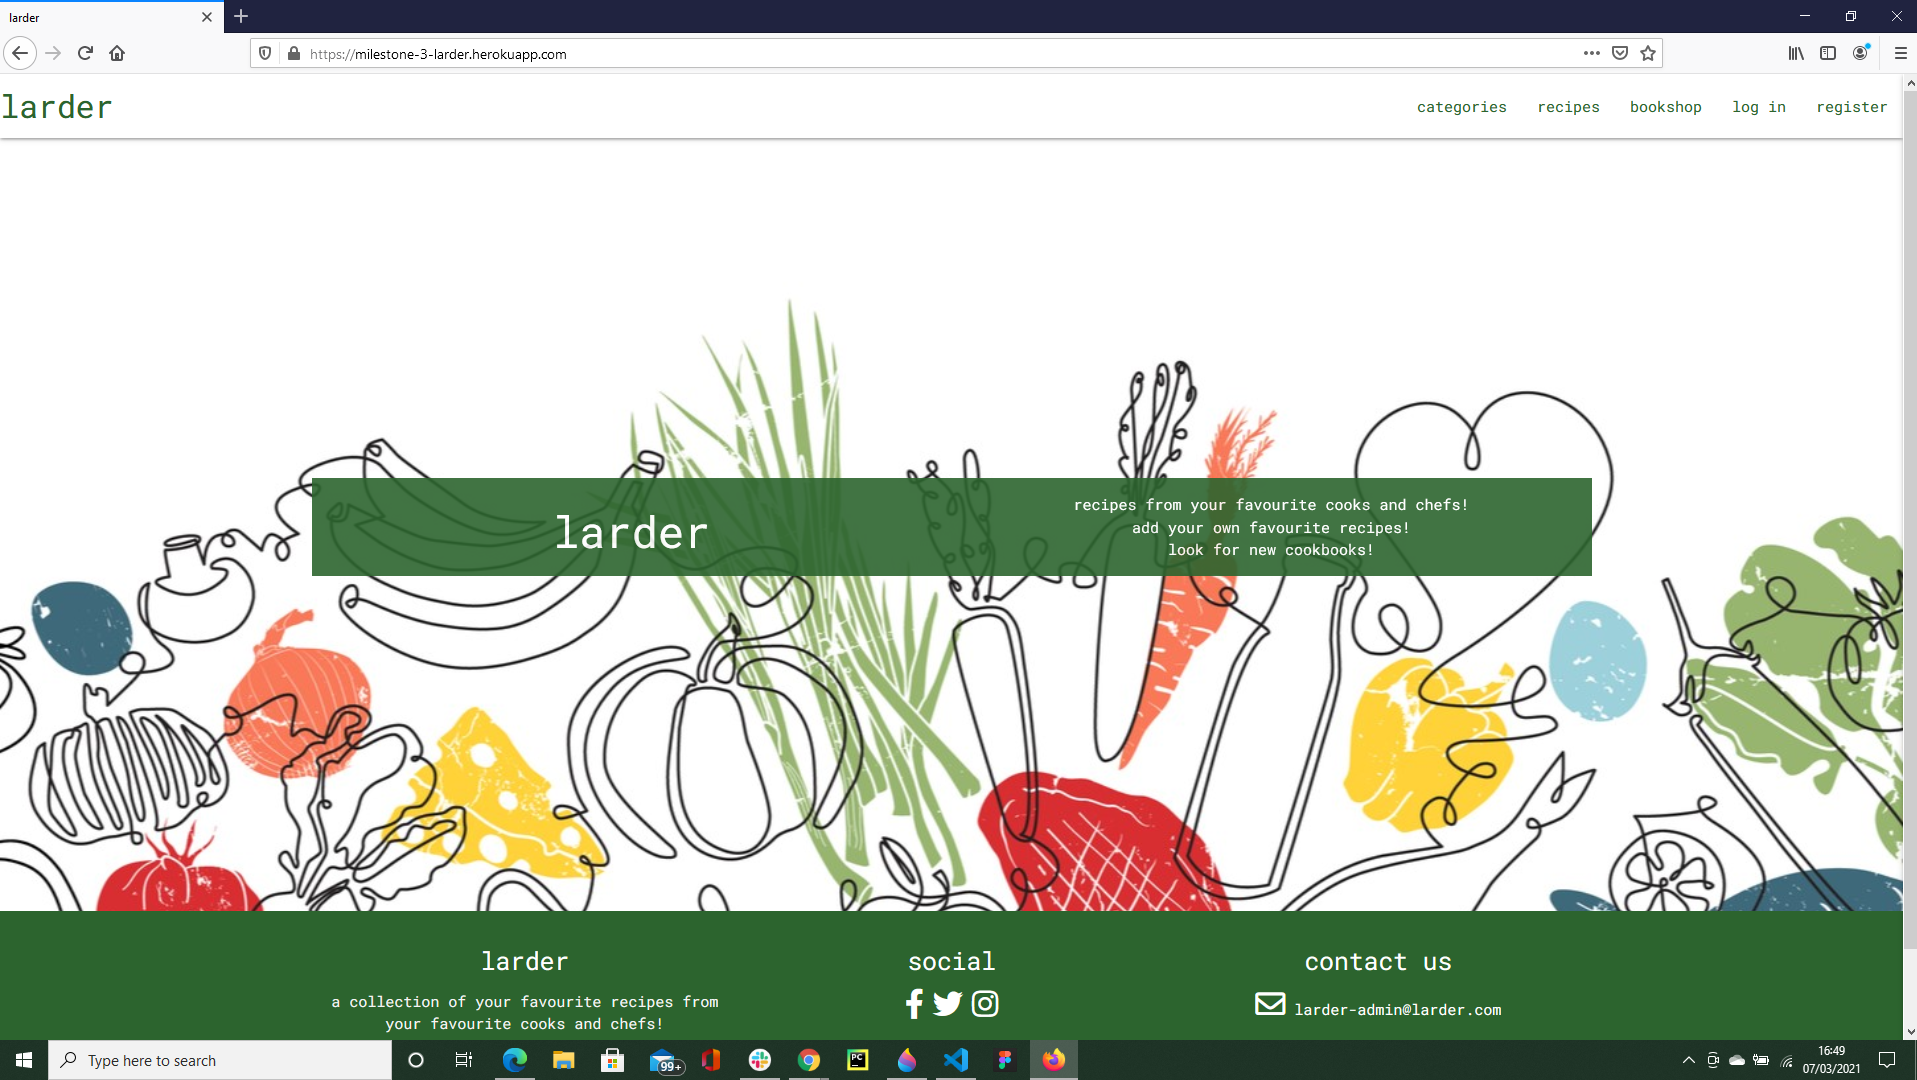 larder
https://milestone-3-larder.herokuapp.com
larder
categories recipes bookshop log in register
larder
recipes from your favourite cooks and chefs!
add your own favourite recipes!
look for new cookbooks!
larder
a collection of your favourite recipes from
your favourite cooks and chefs!
social
contact us
larder-admin@larder.com
Type here to search
99+
PC
16:49
07/03/2021